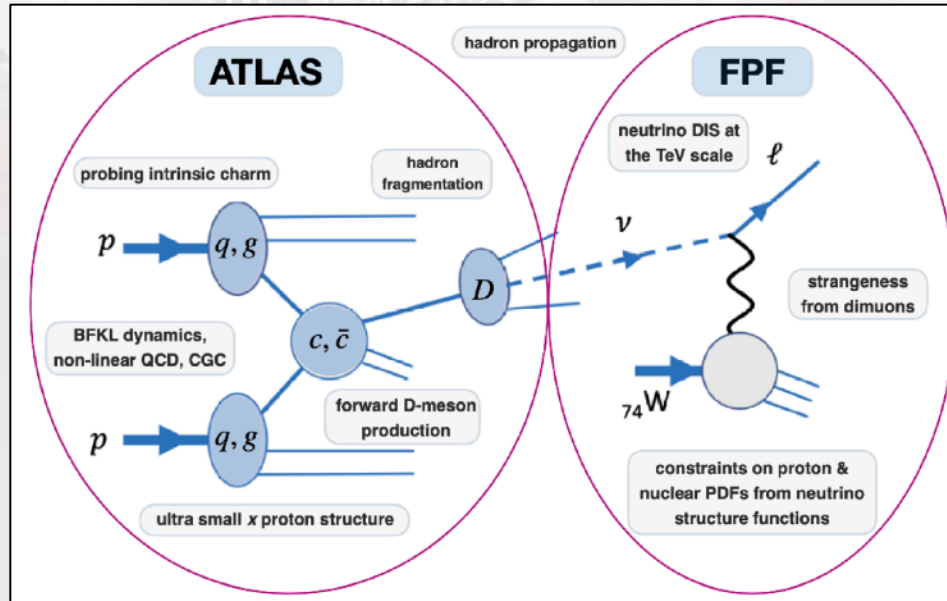 hadron propagation
ATLAS
FPF
neutrino DIS at
the TeV scale
ℓ
probing intrinsic charm
hadron
fragmentation
p
q, g
ν
D
strangeness
from dimuons
BFKL dynamics,
non-linear QCD, CGC
c, c̄
₇₄W
forward D-meson
production
p
q, g
constraints on proton &
nuclear PDFs from neutrino
structure functions
ultra small x proton structure